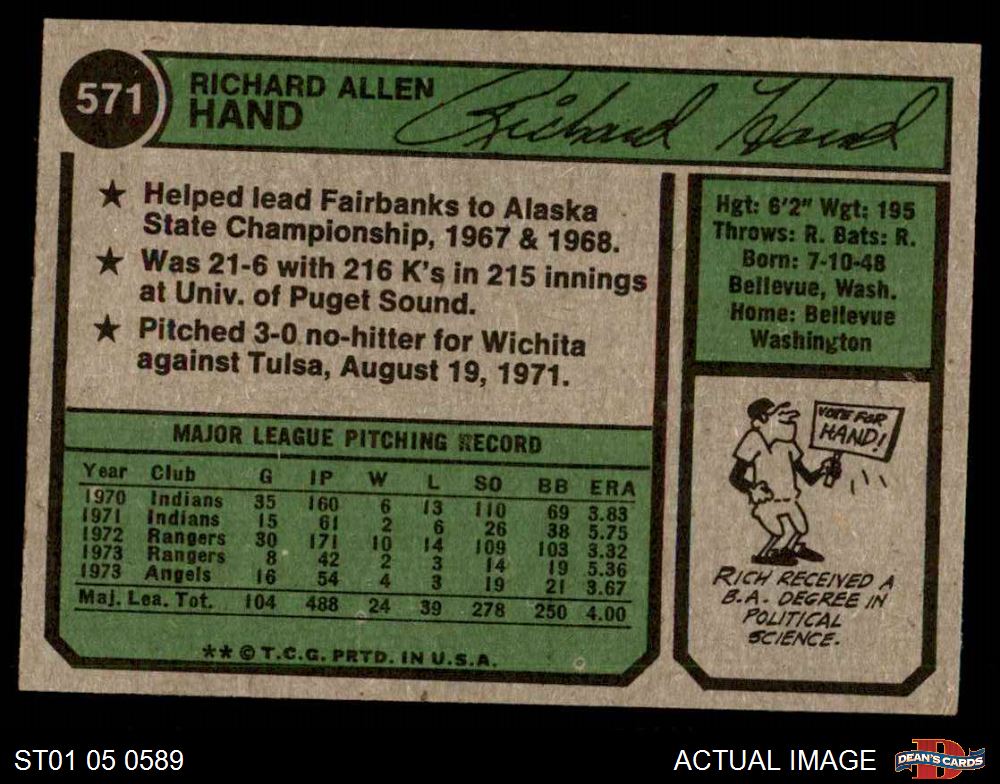 571
RICHARD ALLEN
HAND
Richard Hand
★ Helped lead Fairbanks to Alaska
State Championship, 1967 & 1968.
★ Was 21-6 with 216 K's in 215 innings
at Univ. of Puget Sound.
★ Pitched 3-0 no-hitter for Wichita
against Tulsa, August 19, 1971.
Hgt: 6'2" Wgt: 195
Throws: R. Bats: R.
Born: 7-10-48
Bellevue, Wash.
Home: Bellevue
Washington
MAJOR LEAGUE PITCHING RECORD
Year Club G IP W L SO BB ERA
1970 Indians 35 160 6 13 110 69 3.83
1971 Indians 15 61 2 6 26 38 5.75
1972 Rangers 30 171 10 14 109 103 3.32
1973 Rangers 8 42 2 3 14 19 5.36
1973 Angels 16 54 4 3 19 21 3.67
Maj. Lea. Tot. 104 488 24 39 278 250 4.00
** © T.C.G. PRTD. IN U.S.A.
VOTE FOR
HAND!
RICH RECEIVED A
B.A. DEGREE IN
POLITICAL
SCIENCE.
ST01 05 0589
ACTUAL IMAGE
DEAN'S CARDS